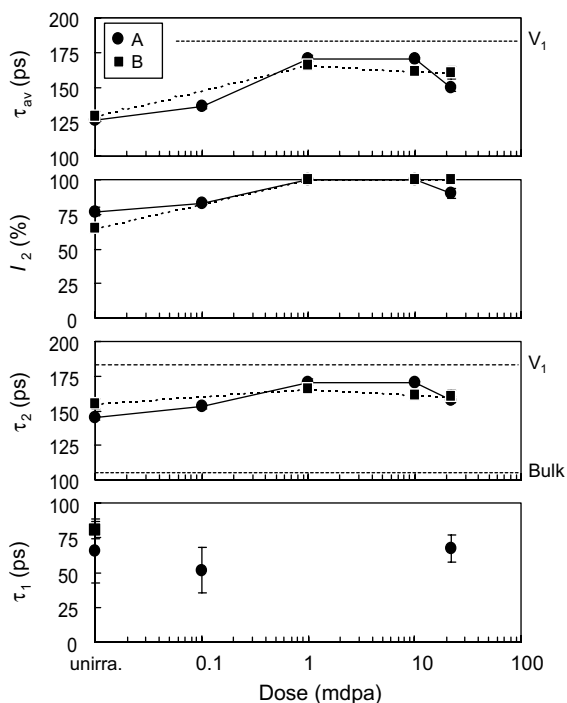 200
175
150
125
100
τav (ps)
A
B
V1
100
75
50
25
0
I2 (%)
200
175
150
125
100
τ2 (ps)
V1
Bulk
100
75
50
25
0
τ1 (ps)
unirra. 0.1 1 10 100
Dose (mdpa)